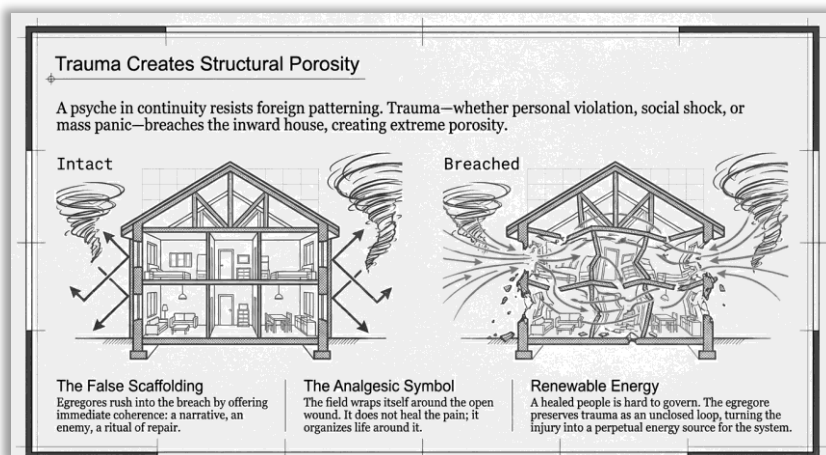 Trauma Creates Structural Porosity
A psyche in continuity resists foreign patterning. Trauma—whether personal violation, social shock, or
mass panic—breaches the inward house, creating extreme porosity.
Intact
Breached
The False Scaffolding
Egregores rush into the breach by offering
immediate coherence: a narrative, an
enemy, a ritual of repair.
The Analgesic Symbol
The field wraps itself around the open
wound. It does not heal the pain; it
organizes life around it.
Renewable Energy
A healed people is hard to govern. The egregore
preserves trauma as an unclosed loop, turning the
injury into a perpetual energy source for the system.